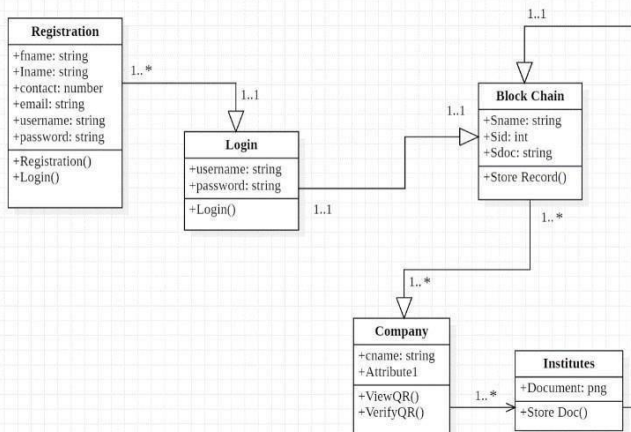 Registration
+fname: string
+Iname: string
+contact: number
+email: string
+username: string
+password: string
+Registration()
+Login()
1..*
1..1
Login
+username: string
+password: string
+Login()
1..1
1..1
1..1
Block Chain
+Sname: string
+Sid: int
+Sdoc: string
+Store Record()
1..*
1..*
Company
+cname: string
+Attribute1
+ViewQR()
+VerifyQR()
1..*
Institutes
+Document: png
+Store Doc()